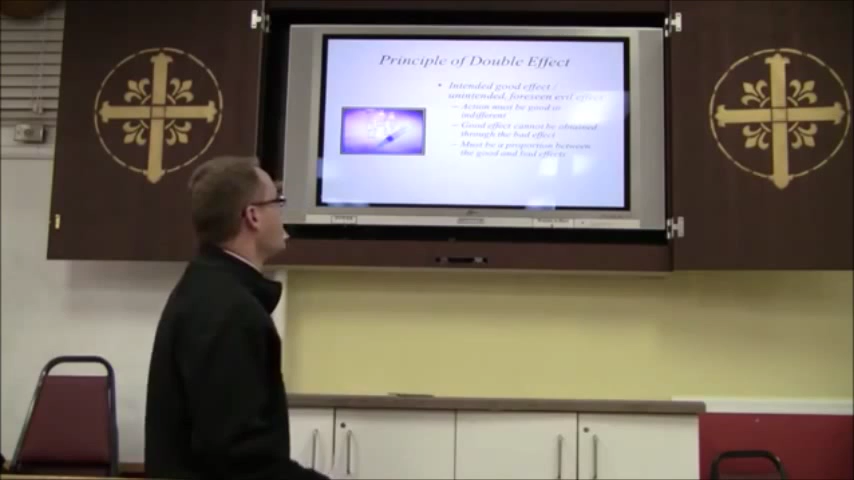 Principle of Double Effect
• Intended good effect /
unintended, foreseen evil effect
– Action must be good or
indifferent
– Good effect cannot be obtained
through the bad effect
– Must be a proportion between
the good and bad effects